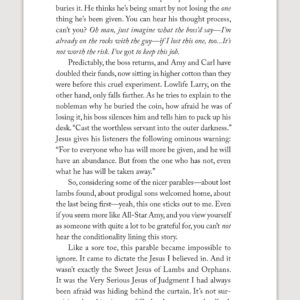 buries it. He thinks he's being smart by not losing the one
thing he's been given. You can hear his thought process,
can't you? Oh man, just imagine what the boss'd say—I'm
already on the rocks with the guy—if I lost this one, too...It's
not worth the risk. I've got to keep this job.
Predictably, the boss returns, and Amy and Carl have
doubled their funds, now sitting in higher cotton than they
were before this cruel experiment. Lowlife Larry, on the
other hand, only falls farther. As he tries to explain to the
nobleman why he buried the coin, how afraid he was of
losing it, his boss silences him and tells him to pack up his
desk. "Cast the worthless servant into the outer darkness."
Jesus gives his listeners the following ominous warning:
"For to everyone who has will more be given, and he will
have an abundance. But from the one who has not, even
what he has will be taken away."
So, considering some of the nicer parables—about lost
lambs found, about prodigal sons welcomed home, about
the last being first—yeah, this one sticks out to me. Even
if you seem more like All-Star Amy, and you view yourself
as someone with quite a lot to be grateful for, you can not
hear the conditionality lining this story.
Like a sore toe, this parable became impossible to
ignore. It came to dictate the Jesus I believed in. And it
wasn't exactly the Sweet Jesus of Lambs and Orphans.
It was the Very Serious Jesus of Judgment I had always
been afraid was hiding behind the curtain. It's not sur-